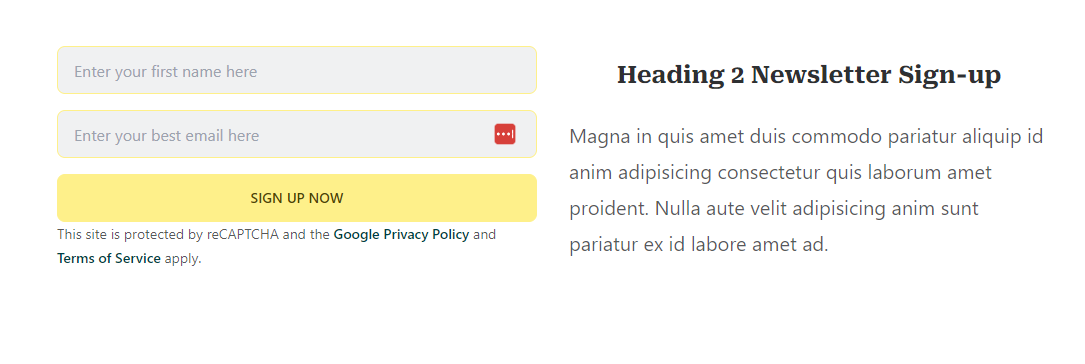 Enter your first name here
Enter your best email here
SIGN UP NOW
This site is protected by reCAPTCHA and the Google Privacy Policy and
Terms of Service apply.
Heading 2 Newsletter Sign-up
Magna in quis amet duis commodo pariatur aliquip id
anim adipisicing consectetur quis laborum amet
proident. Nulla aute velit adipisicing anim sunt
pariatur ex id labore amet ad.